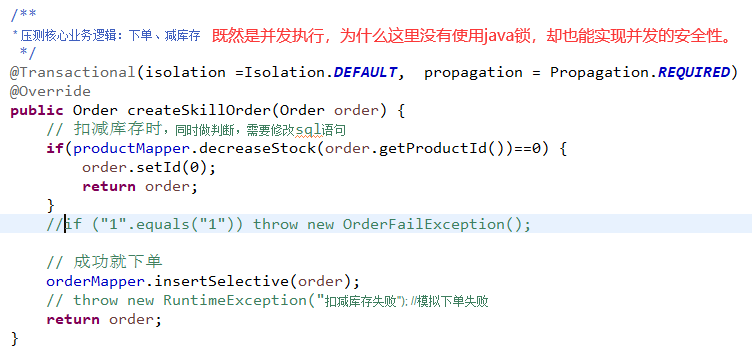 /**
* 压测核心业务逻辑：下单、减库存 既然是并发执行，为什么这里没有使用java锁，却也能实现并发的安全性。
*/
@Transactional(isolation =Isolation.DEFAULT, propagation = Propagation.REQUIRED)
@Override
public Order createSkillOrder(Order order) {
// 扣减库存时，同时做判断，需要修改sql语句
if(productMapper.decreaseStock(order.getProductId())==0) {
order.setId(0);
return order;
}
//if ("1".equals("1")) throw new OrderFailException();
// 成功就下单
orderMapper.insertSelective(order);
// throw new RuntimeException("扣减库存失败"); //模拟下单失败
return order;
}